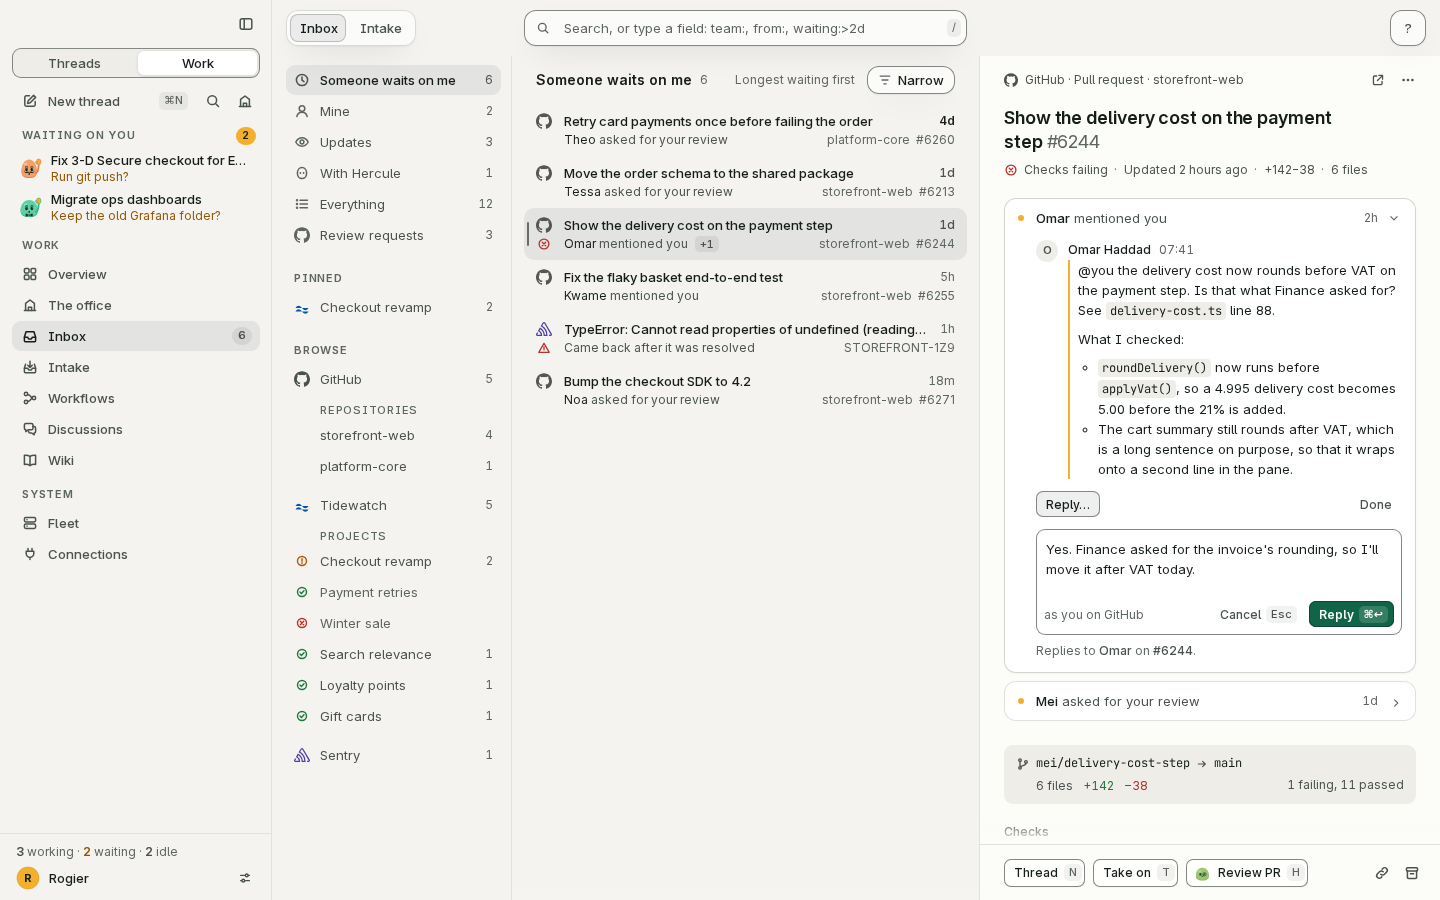 Threads
Work
New thread
⌘N
WAITING ON YOU
2
Fix 3-D Secure checkout for E…
Run git push?
Migrate ops dashboards
Keep the old Grafana folder?
WORK
Overview
The office
Inbox
6
Intake
Workflows
Discussions
Wiki
SYSTEM
Fleet
Connections
3 working · 2 waiting · 2 idle
R
Rogier
Inbox
Intake
Someone waits on me
6
Mine
2
Updates
3
With Hercule
1
Everything
12
Review requests
3
PINNED
Checkout revamp
2
BROWSE
GitHub
5
REPOSITORIES
storefront-web
4
platform-core
1
Tidewatch
5
PROJECTS
Checkout revamp
2
Payment retries
Winter sale
Search relevance
1
Loyalty points
1
Gift cards
1
Sentry
1
Search, or type a field: team:, from:, waiting:>2d
/
?
Someone waits on me 6
Longest waiting first
Narrow
Retry card payments once before failing the order
4d
Theo asked for your review
platform-core #6260
Move the order schema to the shared package
1d
Tessa asked for your review
storefront-web #6213
Show the delivery cost on the payment step
1d
Omar mentioned you +1
storefront-web #6244
Fix the flaky basket end-to-end test
5h
Kwame mentioned you
storefront-web #6255
TypeError: Cannot read properties of undefined (reading…
1h
Came back after it was resolved
STOREFRONT-1Z9
Bump the checkout SDK to 4.2
18m
Noa asked for your review
storefront-web #6271
GitHub · Pull request · storefront-web
Show the delivery cost on the payment
step #6244
Checks failing · Updated 2 hours ago · +142−38 · 6 files
Omar mentioned you
2h
O
Omar Haddad 07:41
@you the delivery cost now rounds before VAT on
the payment step. Is that what Finance asked for?
See delivery-cost.ts line 88.
What I checked:
roundDelivery() now runs before
applyVat(), so a 4.995 delivery cost becomes
5.00 before the 21% is added.
The cart summary still rounds after VAT, which
is a long sentence on purpose, so that it wraps
onto a second line in the pane.
Reply…
Done
Yes. Finance asked for the invoice's rounding, so I'll
move it after VAT today.
as you on GitHub
Cancel Esc
Reply ⌘↩
Replies to Omar on #6244.
Mei asked for your review
1d
mei/delivery-cost-step → main
6 files +142 −38
1 failing, 11 passed
Checks
Thread N
Take on T
Review PR H